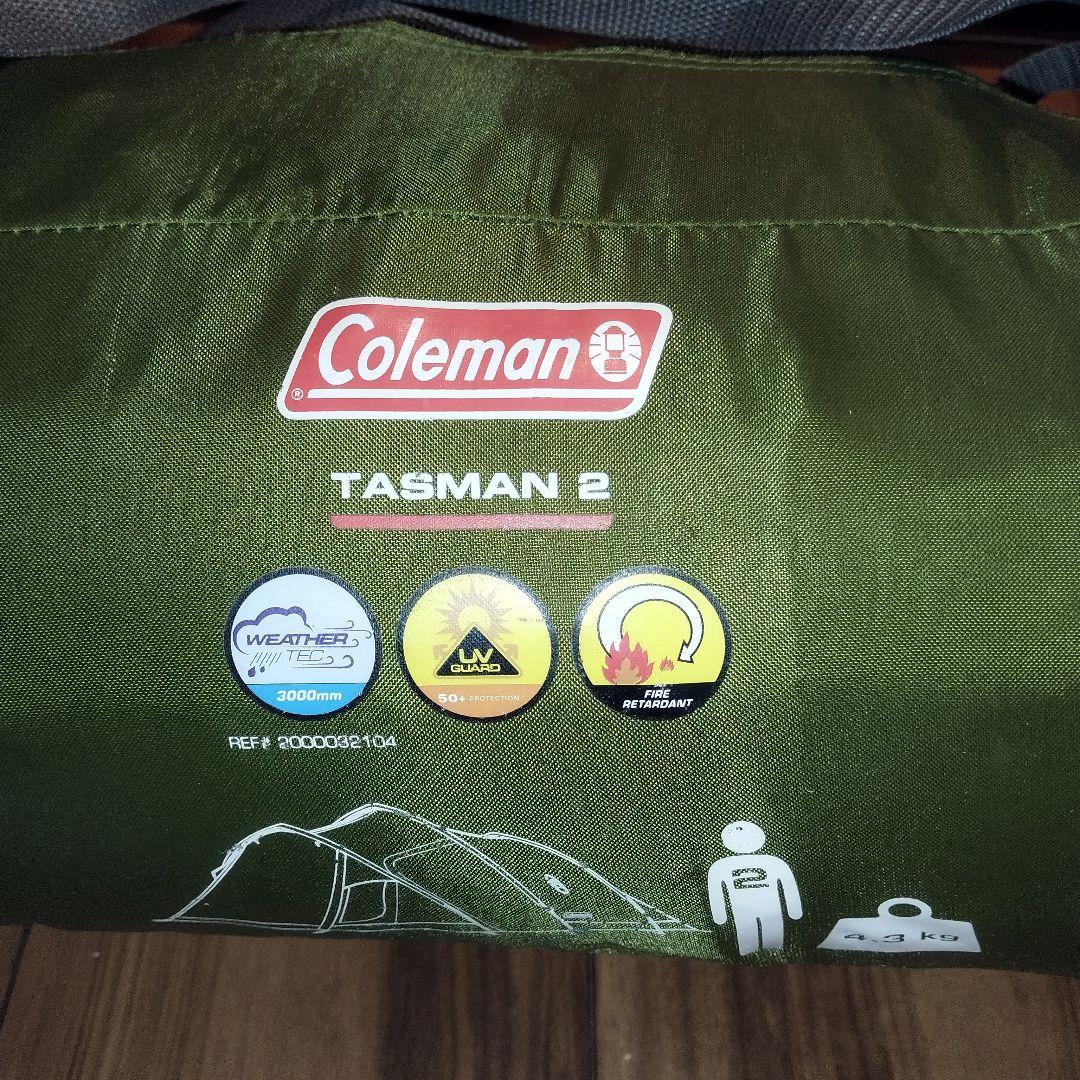 Coleman
®
TASMAN 2
WEATHER
TEC
3000mm
UV
GUARD
50+ PROTECTION
FIRE
RETARDANT
REF# 2000032104
2
4.3 kg